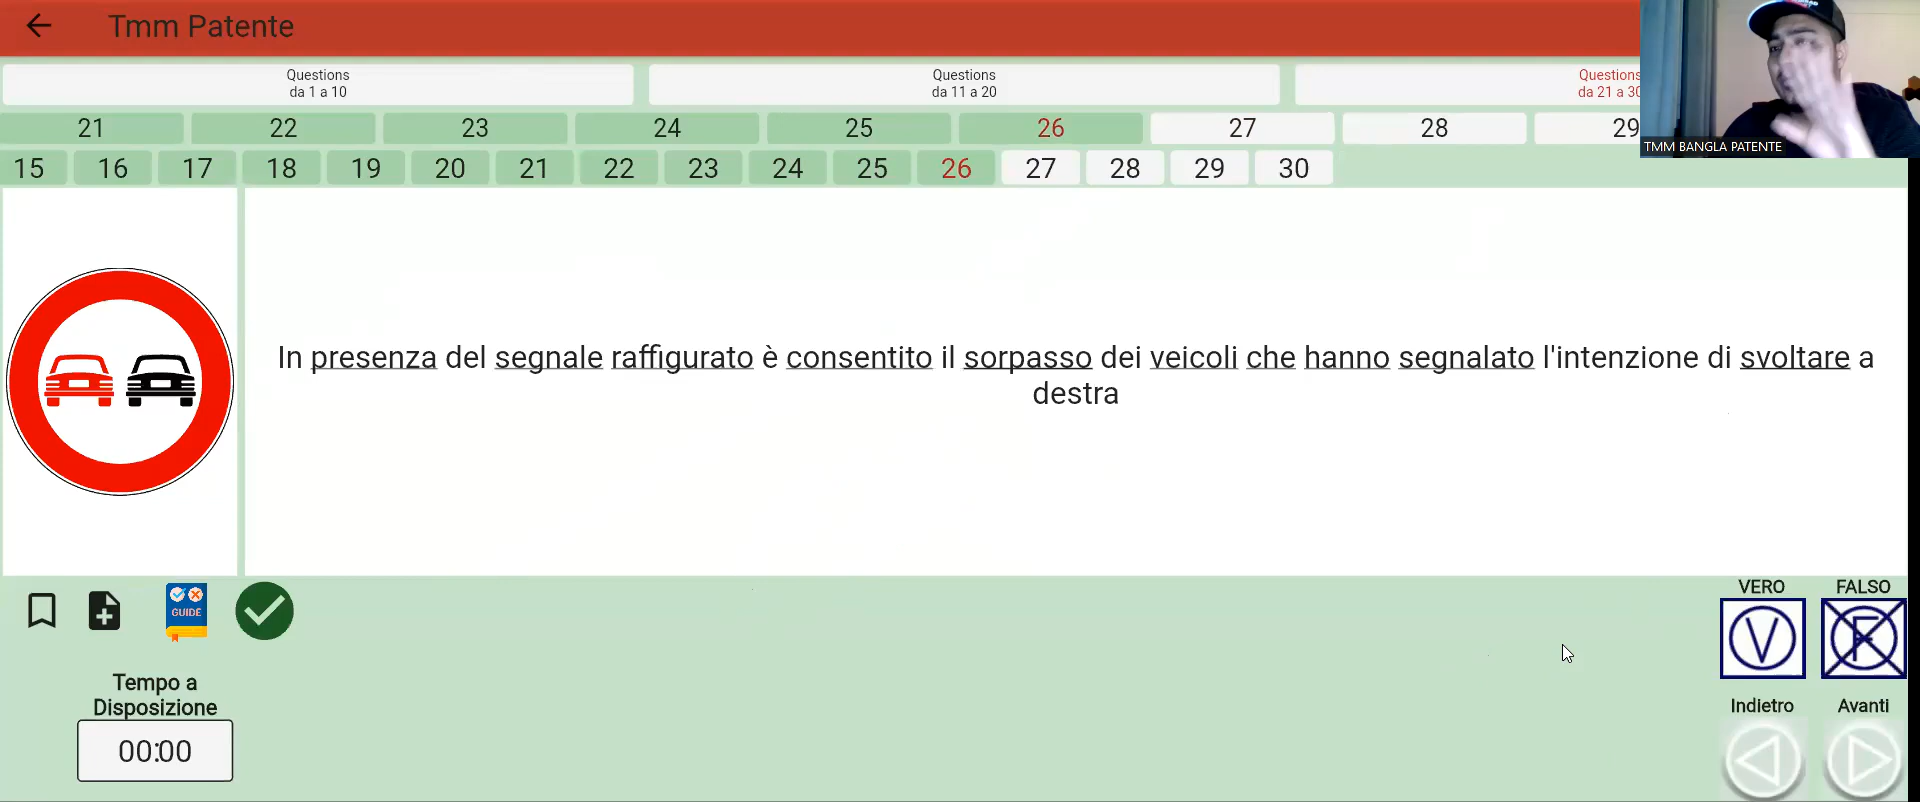 Tmm Patente
Questions
da 1 a 10
Questions
da 11 a 20
Questions
da 21 a 30
21 22 23 24 25 26 27 28 29
15 16 17 18 19 20 21 22 23 24 25 26 27 28 29 30
TMM BANGLA PATENTE
In presenza del segnale raffigurato è consentito il sorpasso dei veicoli che hanno segnalato l'intenzione di svoltare a
destra
GUIDE
VERO FALSO
V F
Tempo a
Disposizione
00:00
Indietro Avanti